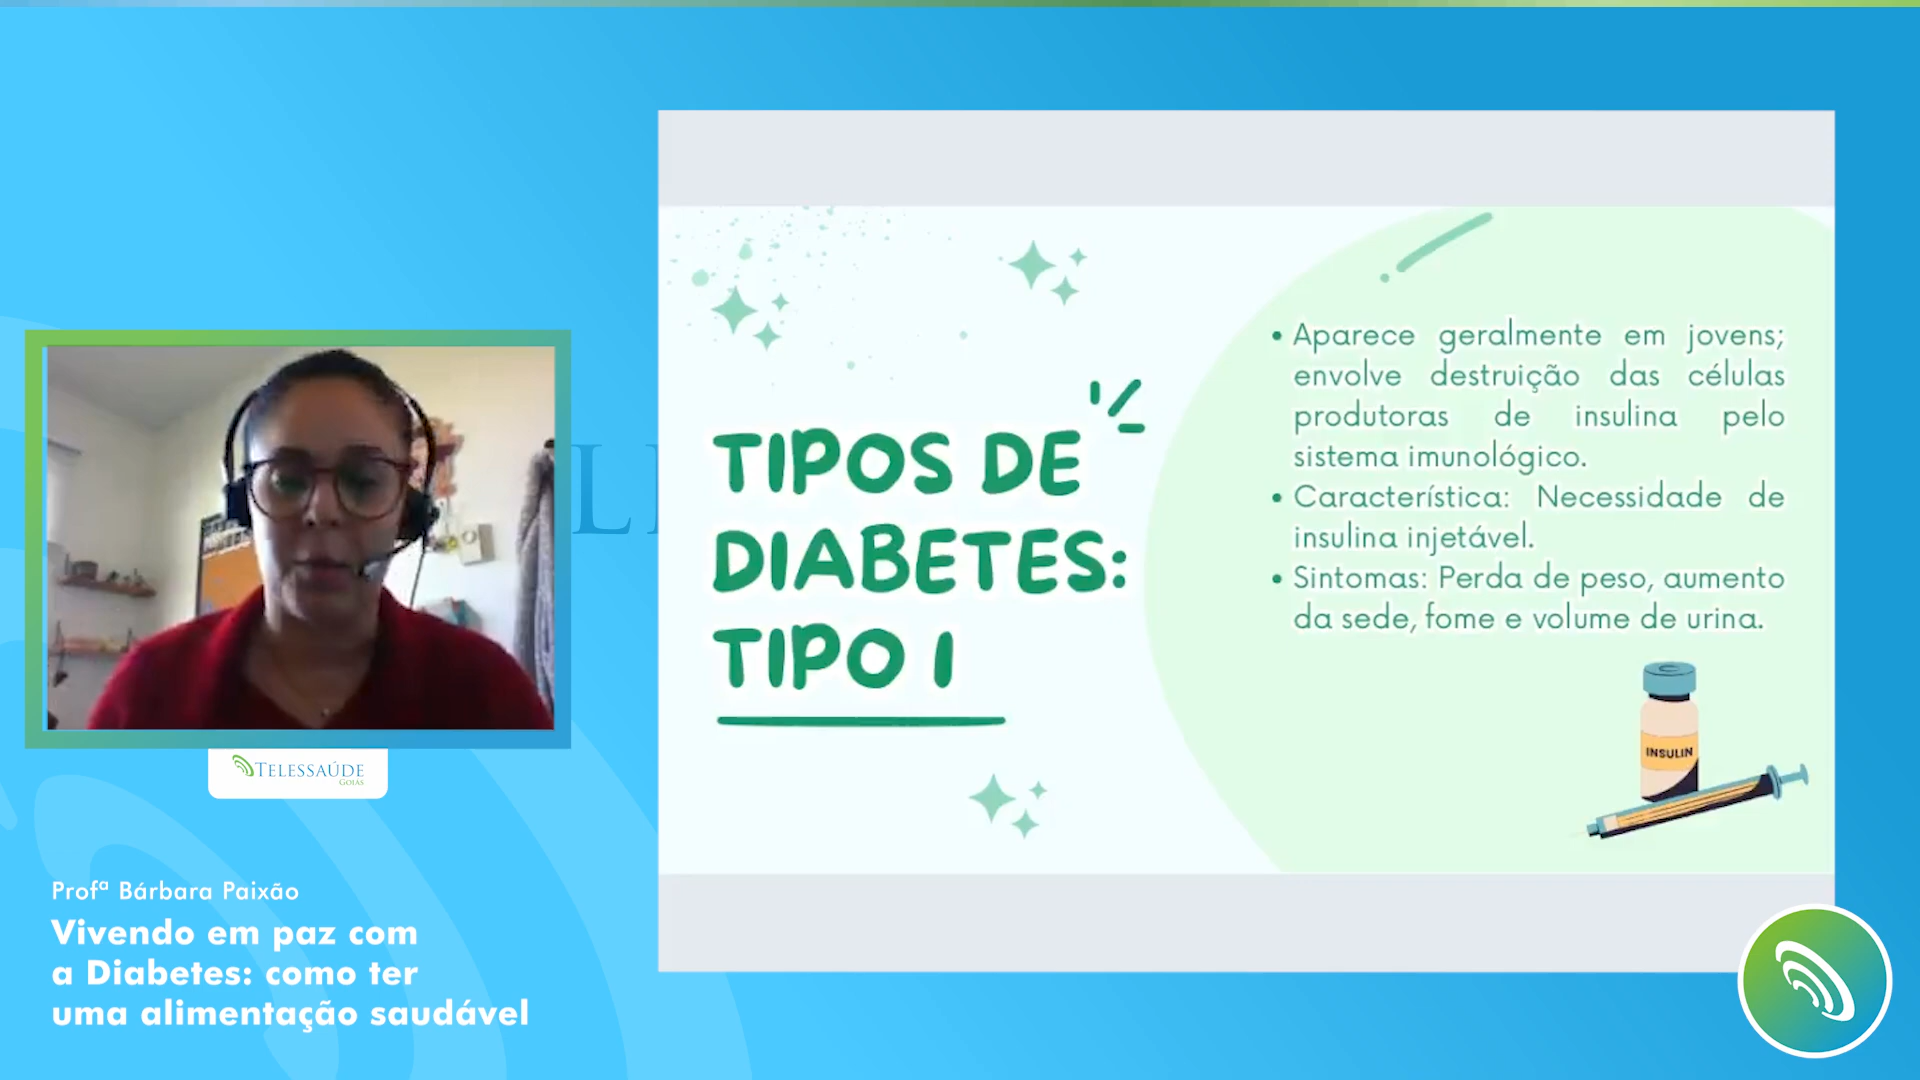 TIPOS DE
DIABETES:
TIPO 1
• Aparece geralmente em jovens;
envolve destruição das células
produtoras de insulina pelo
sistema imunológico.
• Característica: Necessidade de
insulina injetável.
• Sintomas: Perda de peso, aumento
da sede, fome e volume de urina.
INSULIN
TELESSAÚDE
GOIÁS
Profª Bárbara Paixão
Vivendo em paz com
a Diabetes: como ter
uma alimentação saudável